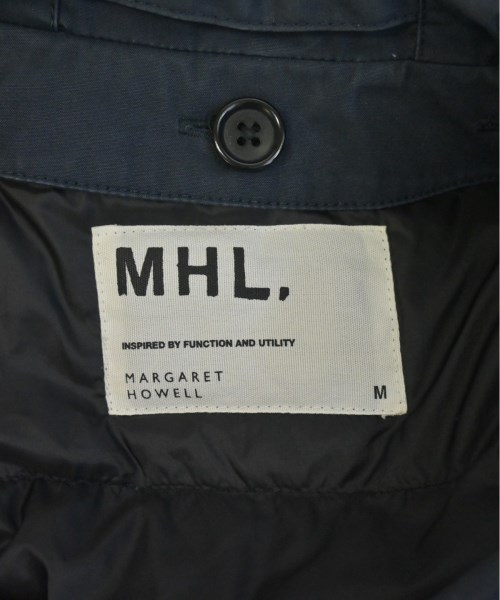 MHL.
INSPIRED BY FUNCTION AND UTILITY
MARGARET
HOWELL M